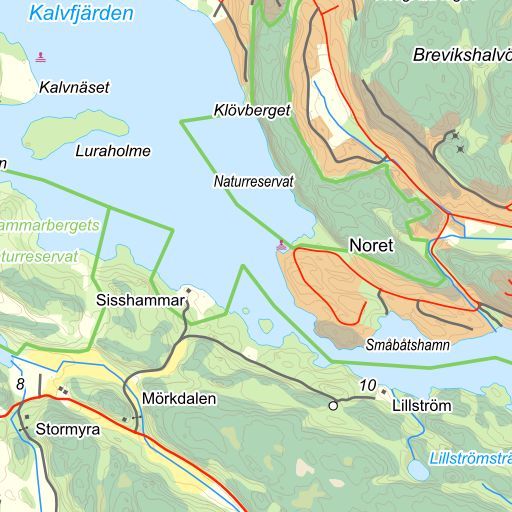 Kalvfjärden
Brevikshalvö
Kalvnäset
Klövberget
Luraholme
Naturreservat
ammarbergets
aturreservat
Noret
Sisshammar
Småbåtshamn
8
10
Mörkdalen
Lillström
Stormyra
Lillströmsträ